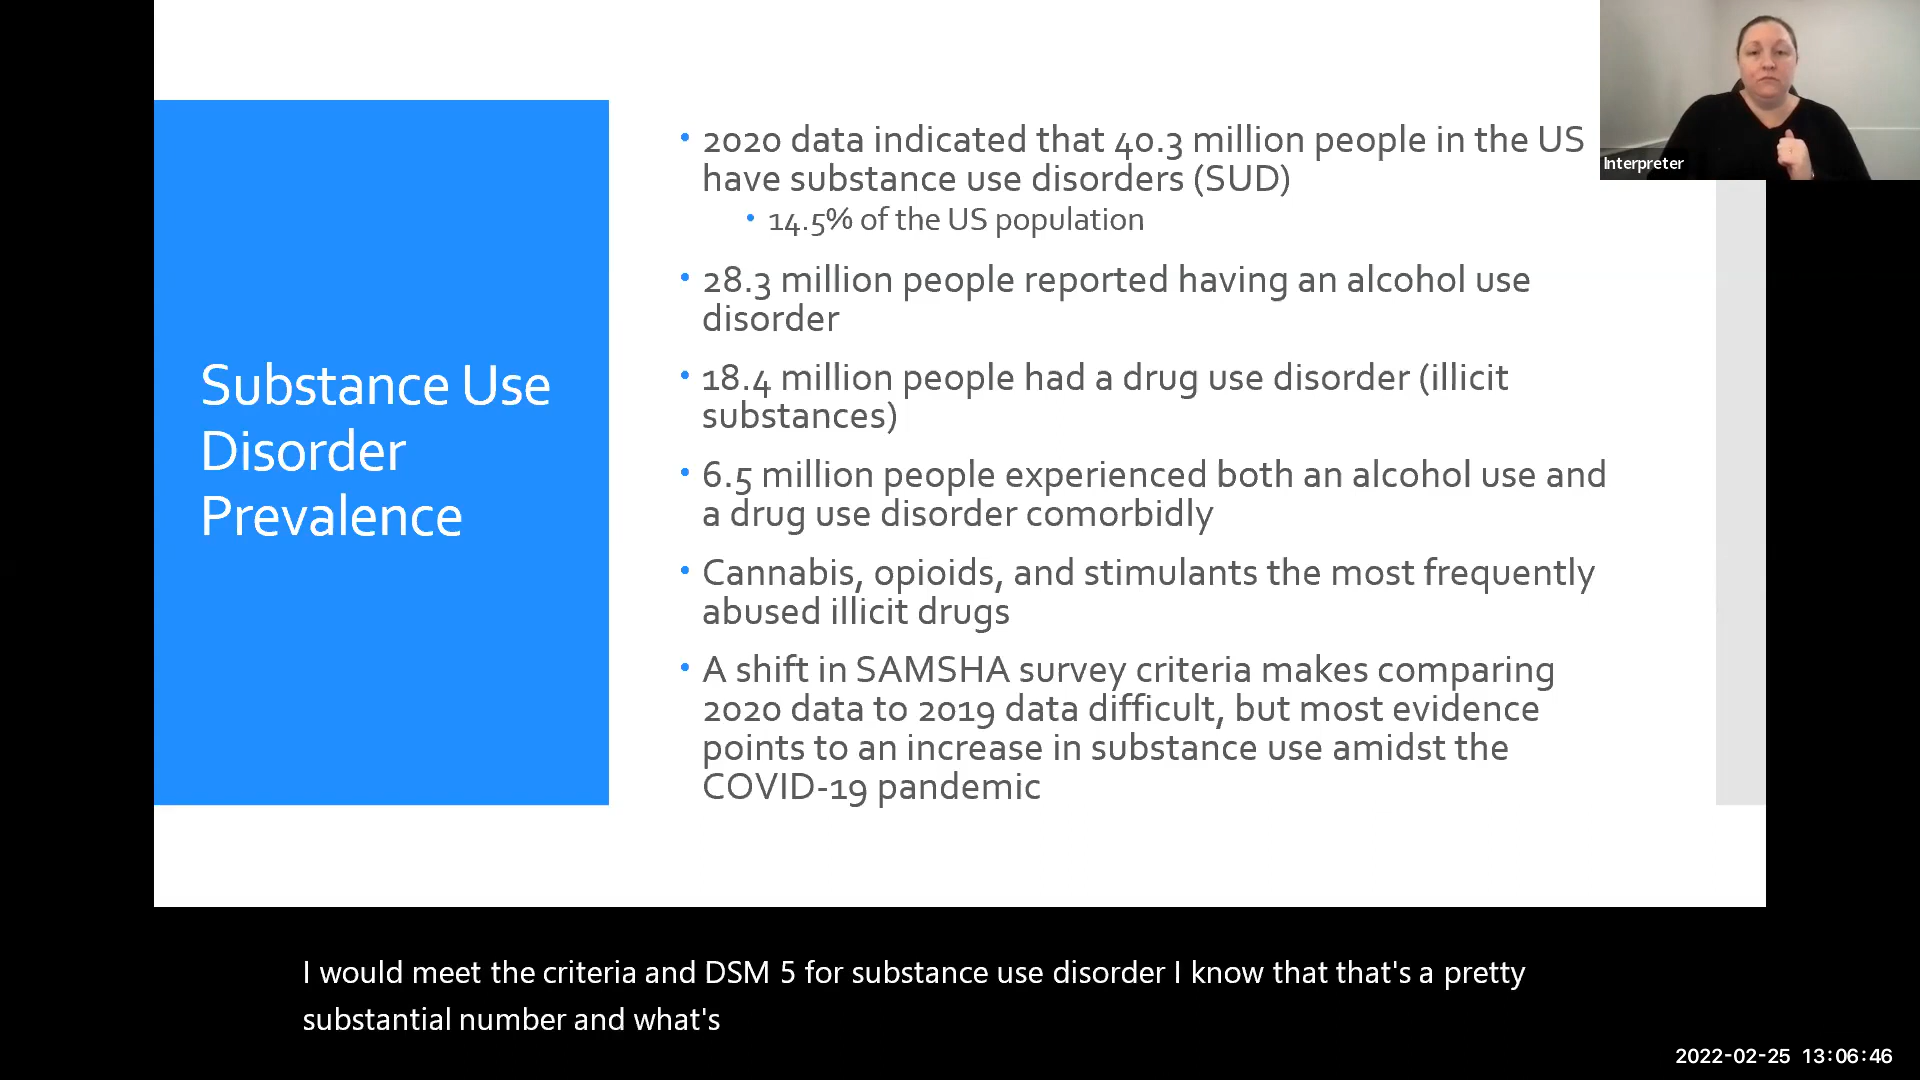 Substance Use
Disorder
Prevalence
• 2020 data indicated that 40.3 million people in the US
have substance use disorders (SUD)
• 14.5% of the US population
• 28.3 million people reported having an alcohol use
disorder
• 18.4 million people had a drug use disorder (illicit
substances)
• 6.5 million people experienced both an alcohol use and
a drug use disorder comorbidly
• Cannabis, opioids, and stimulants the most frequently
abused illicit drugs
• A shift in SAMSHA survey criteria makes comparing
2020 data to 2019 data difficult, but most evidence
points to an increase in substance use amidst the
COVID-19 pandemic
Interpreter
I would meet the criteria and DSM 5 for substance use disorder I know that that's a pretty
substantial number and what's
2022-02-25 13:06:46